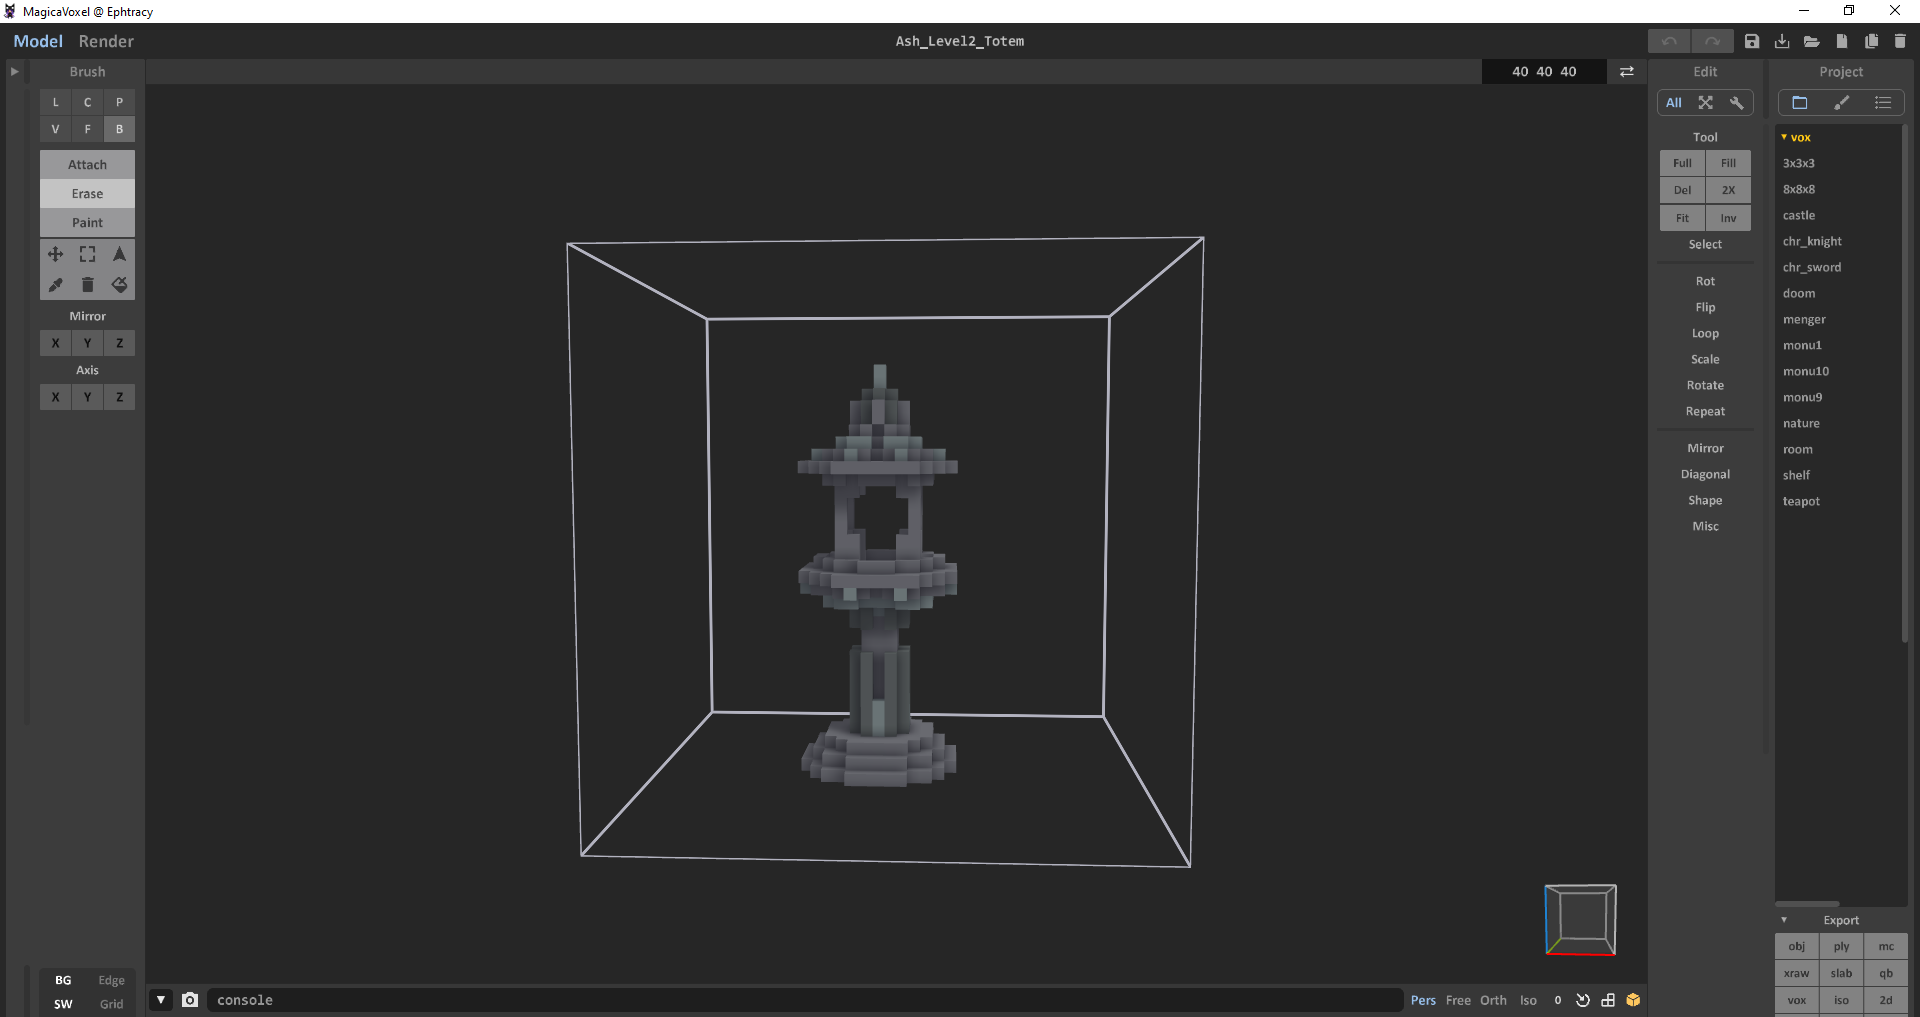 MagicaVoxel @ Ephtracy
Model Render
Ash_Level2_Totem
Brush
L C P
V F B
Attach
Erase
Paint
Mirror
X Y Z
Axis
X Y Z
BG Edge
SW Grid
40 40 40
console
Pers Free Orth Iso 0
Edit
All
Tool
Full Fill
Del 2X
Fit Inv
Select
Rot
Flip
Loop
Scale
Rotate
Repeat
Mirror
Diagonal
Shape
Misc
Project
vox
3x3x3
8x8x8
castle
chr_knight
chr_sword
doom
menger
monu1
monu10
monu9
nature
room
shelf
teapot
Export
obj ply mc
xraw slab qb
vox iso 2d